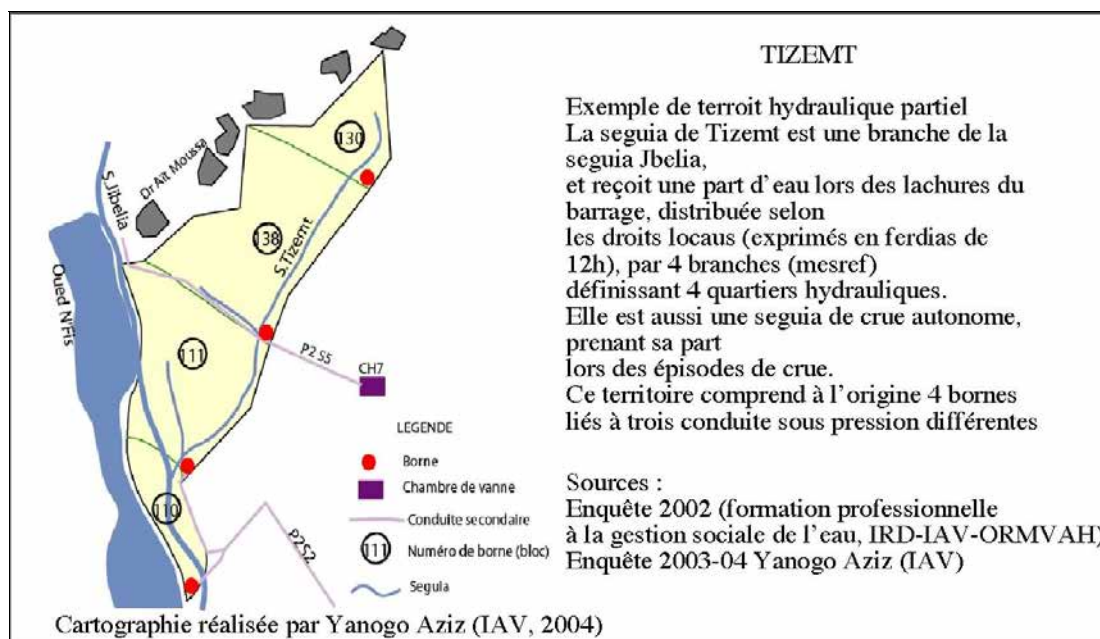 TIZEMT
Exemple de terroit hydraulique partiel
La seguia de Tizemt est une branche de la
seguia Jbelia,
et reçoit une part d'eau lors des lachures du
barrage, distribuée selon
les droits locaus (exprimés en ferdias de
12h), par 4 branches (mesref)
définissant 4 quartiers hydrauliques.
Elle est aussi une seguia de crue autonome,
prenant sa part
lors des épisodes de crue.
Ce territoire comprend à l'origine 4 bornes
liés à trois conduite sous pression différentes
Sources :
Enquête 2002 (formation professionnelle
à la gestion sociale de l'eau, IRD-IAV-ORMVAH)
Enquête 2003-04 Yanogo Aziz (IAV)
130
Dr Ait Moussa
S.Jibelia
138
S.Tizemt
Oued N'Fis
111
P2 S5
CH7
110
P2S2
LEGENDE
Borne
Chambre de vanne
Conduite secondaire
111 Numéro de borne (bloc)
Seguia
Cartographie réalisée par Yanogo Aziz (IAV, 2004)